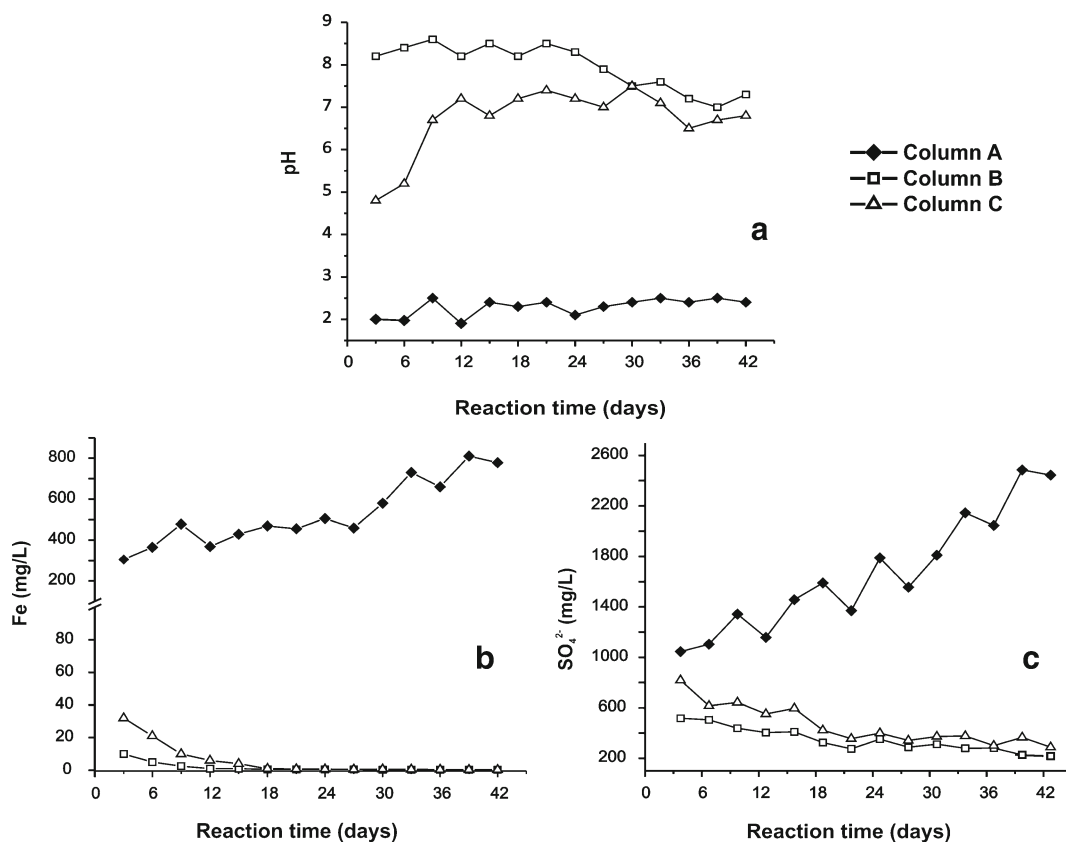 9
8
7
6
5
4
3
2
pH
0 6 12 18 24 30 36 42
Reaction time (days)
a
Column A
Column B
Column C
800
600
400
200
80
60
40
20
0
Fe (mg/L)
0 6 12 18 24 30 36 42
Reaction time (days)
b
2600
2200
1800
1400
1000
600
200
SO₄²⁻ (mg/L)
0 6 12 18 24 30 36 42
Reaction time (days)
c